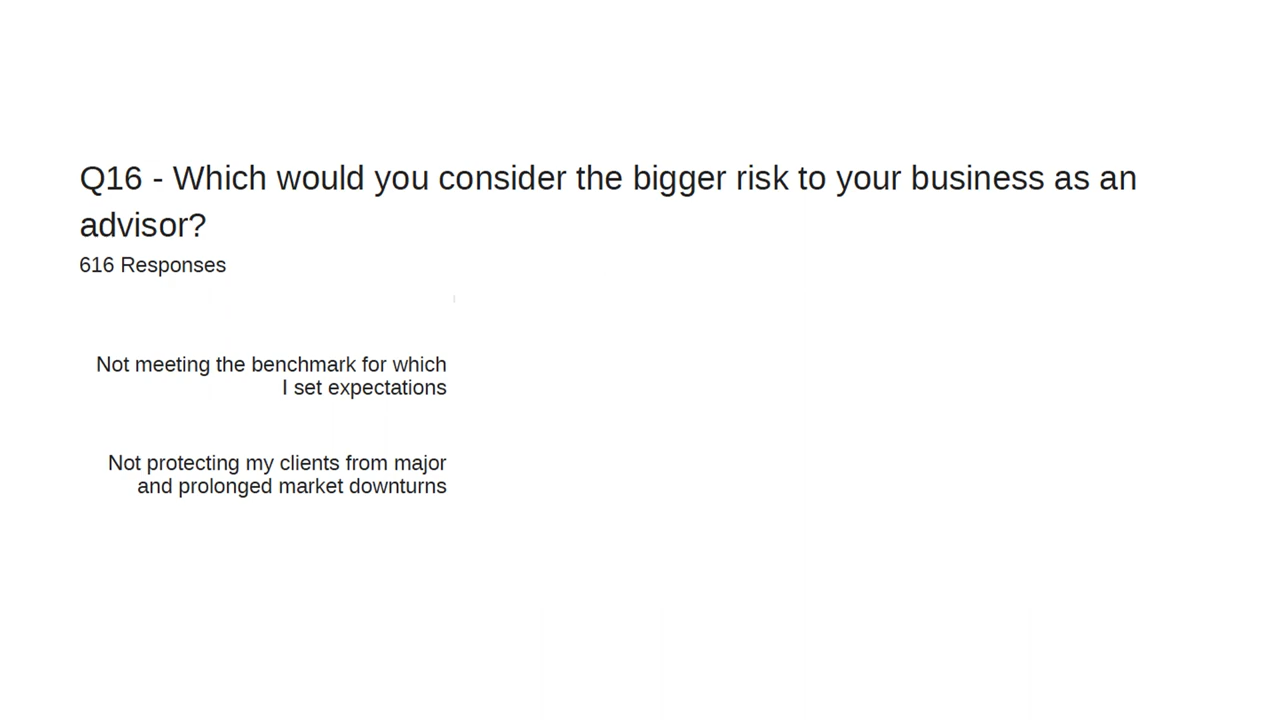 Q16 - Which would you consider the bigger risk to your business as an
advisor?
616 Responses
Not meeting the benchmark for which
I set expectations
Not protecting my clients from major
and prolonged market downturns